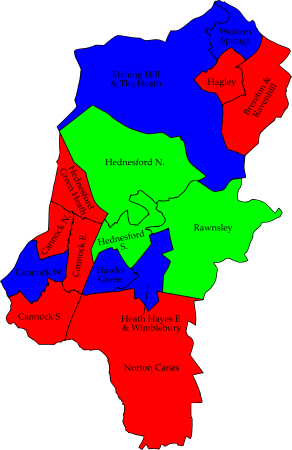 Western
Springs
Etching Hill
& The Heath
Hagley
Brereton &
Ravenhill
Hednesford N.
Hednesford
Green Heath
Rawnsley
Cannock N.
Cannock E.
Hednesford
S.
Cannock W.
Hawks
Green
Cannock S.
Heath Hayes E.
& Wimblebury
Norton Canes